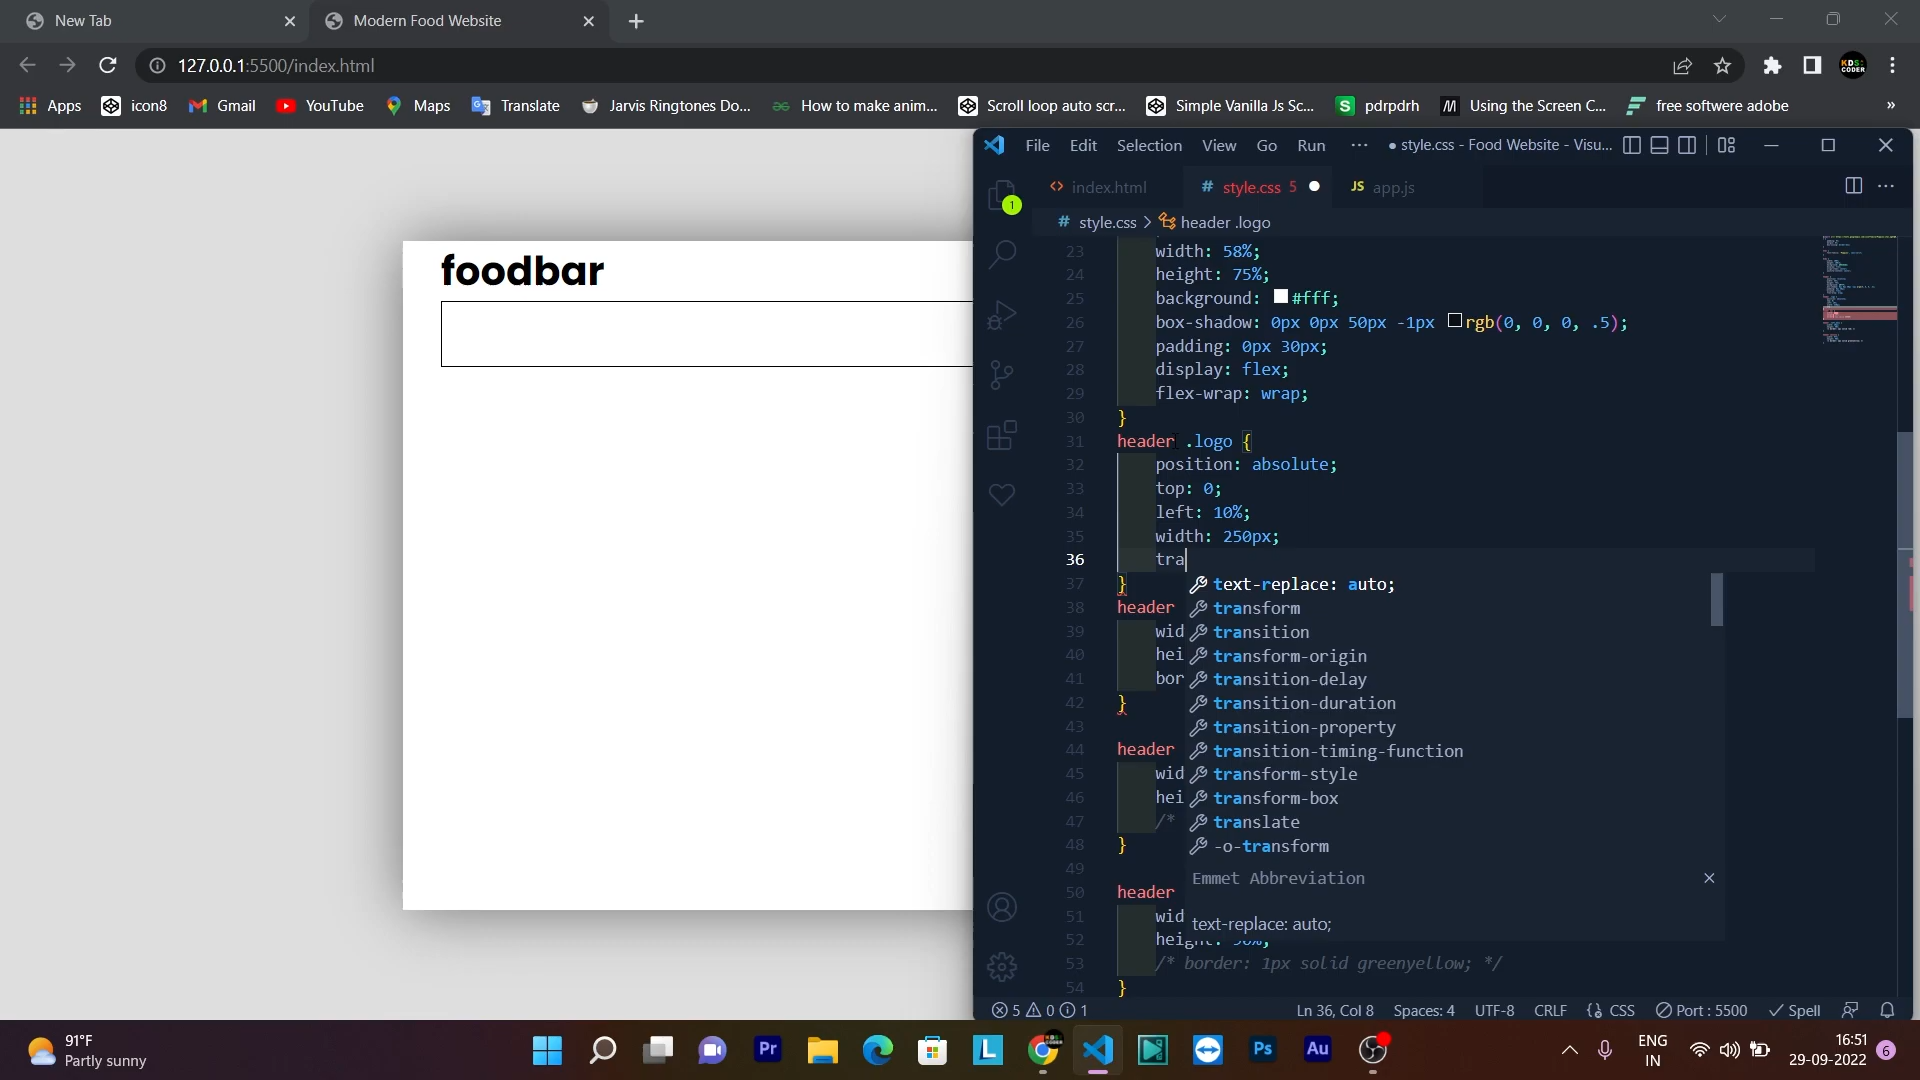 New Tab
Modern Food Website
127.0.0.1:5500/index.html
KDS:
CODER
Apps
icon8
Gmail
YouTube
Maps
Translate
Jarvis Ringtones Do...
How to make anim...
Scroll loop auto scr...
Simple Vanilla Js Sc...
S pdrpdrh
Using the Screen C...
free softwere adobe
»
File Edit Selection View Go Run ··· ● style.css - Food Website - Visu...
1
<> index.html
# style.css 5 ●
JS app.js
# style.css > header .logo
foodbar
23 width: 58%;
24 height: 75%;
25 background: #fff;
26 box-shadow: 0px 0px 50px -1px rgb(0, 0, 0, .5);
27 padding: 0px 30px;
28 display: flex;
29 flex-wrap: wrap;
30 }
31 header .logo {
32 position: absolute;
33 top: 0;
34 left: 10%;
35 width: 250px;
36 tra
37 }
text-replace: auto;
38 header
transform
39 wid
transition
40 hei
transform-origin
41 bor
transition-delay
42 }
transition-duration
43
transition-property
44 header
transition-timing-function
45 wid
transform-style
46 hei
transform-box
47 /*
translate
48 }
-o-transform
49
Emmet Abbreviation
50 header
51 wid
text-replace: auto;
52
53 /* border: 1px solid greenyellow; */
54 }
5 0 1
Ln 36, Col 8
Spaces: 4
UTF-8
CRLF
CSS
Port : 5500
Spell
91°F
Partly sunny
Pr
L
Ps
Au
ENG
IN
16:51
29-09-2022
6